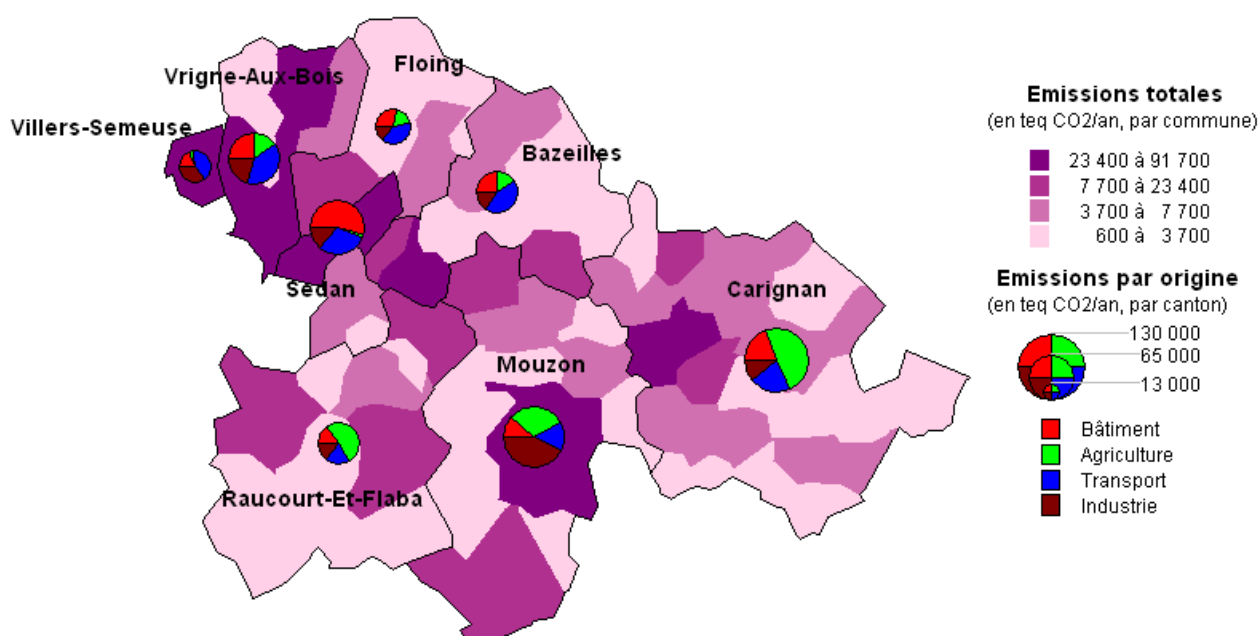 Vrigne-Aux-Bois
Floing
Villers-Semeuse
Bazeilles
Sedan
Carignan
Mouzon
Raucourt-Et-Flaba
Emissions totales
(en teq CO2/an, par commune)
23 400 à 91 700
7 700 à 23 400
3 700 à 7 700
600 à 3 700
Emissions par origine
(en teq CO2/an, par canton)
130 000
65 000
13 000
Bâtiment
Agriculture
Transport
Industrie